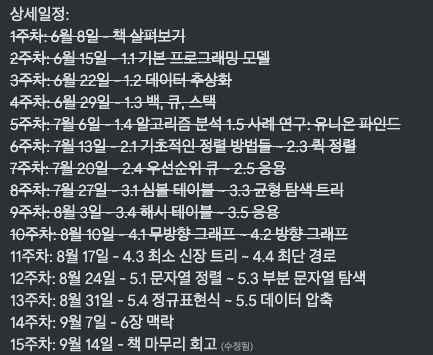 상세일정:
1주차: 6월 8일 - 책 살펴보기
2주차: 6월 15일 - 1.1 기본 프로그래밍 모델
3주차: 6월 22일 - 1.2 데이터 추상화
4주차: 6월 29일 - 1.3 백, 큐, 스택
5주차: 7월 6일 - 1.4 알고리즘 분석 1.5 사례 연구: 유니온 파인드
6주차: 7월 13일 - 2.1 기초적인 정렬 방법들 ~ 2.3 퀵 정렬
7주차: 7월 20일 - 2.4 우선순위 큐 ~ 2.5 응용
8주차: 7월 27일 - 3.1 심볼 테이블 ~ 3.3 균형 탐색 트리
9주차: 8월 3일 - 3.4 해시 테이블 ~ 3.5 응용
10주차: 8월 10일 - 4.1 무방향 그래프 ~ 4.2 방향 그래프
11주차: 8월 17일 - 4.3 최소 신장 트리 ~ 4.4 최단 경로
12주차: 8월 24일 - 5.1 문자열 정렬 ~ 5.3 부분 문자열 탐색
13주차: 8월 31일 - 5.4 정규표현식 ~ 5.5 데이터 압축
14주차: 9월 7일 - 6장 맥락
15주차: 9월 14일 - 책 마무리 회고 (수정됨)